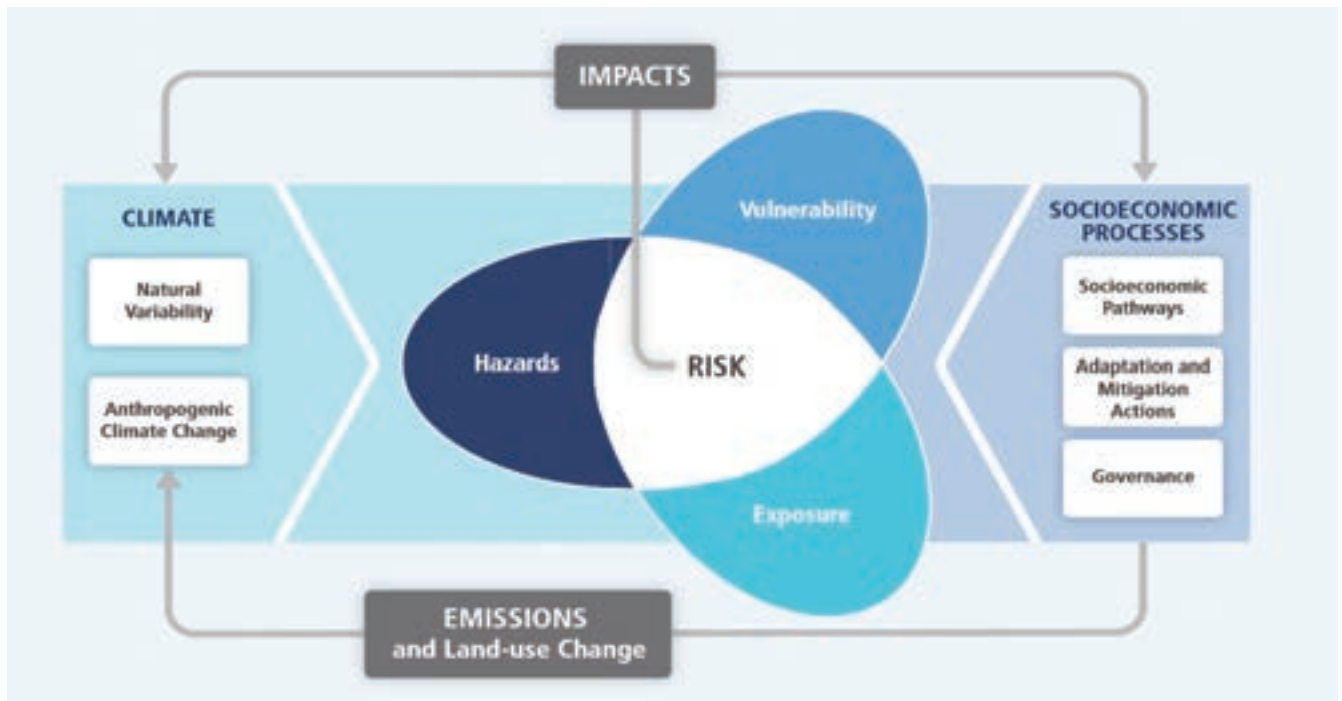 IMPACTS
CLIMATE
Natural
Variability
Anthropogenic
Climate Change
Vulnerability
Hazards
RISK
Exposure
SOCIOECONOMIC
PROCESSES
Socioeconomic
Pathways
Adaptation and
Mitigation
Actions
Governance
EMISSIONS
and Land-use Change